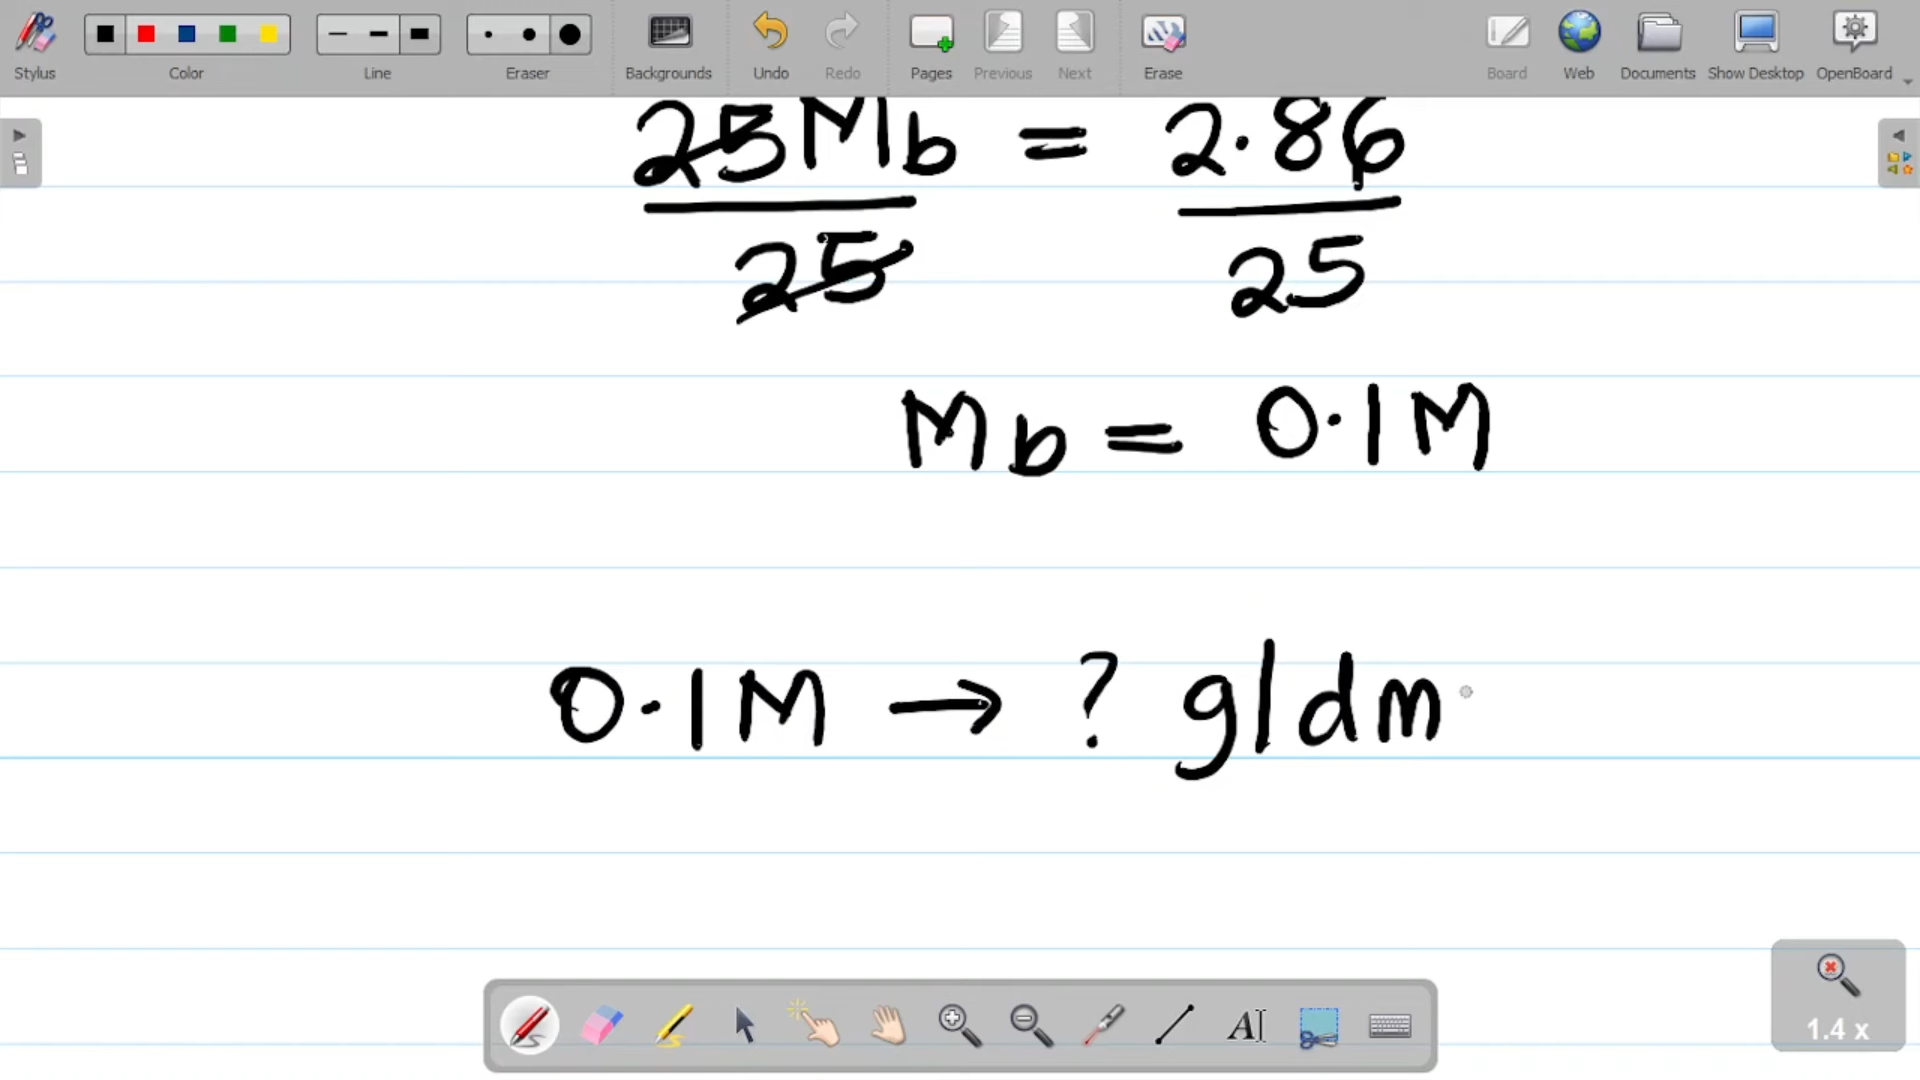 Stylus Color Line Eraser Backgrounds Undo Redo Pages Previous Next Erase Board Web Documents Show Desktop OpenBoard
25Mb = 2.86
25 25
Mb = 0.1M
0.1M → ? g/dm
1.4 x